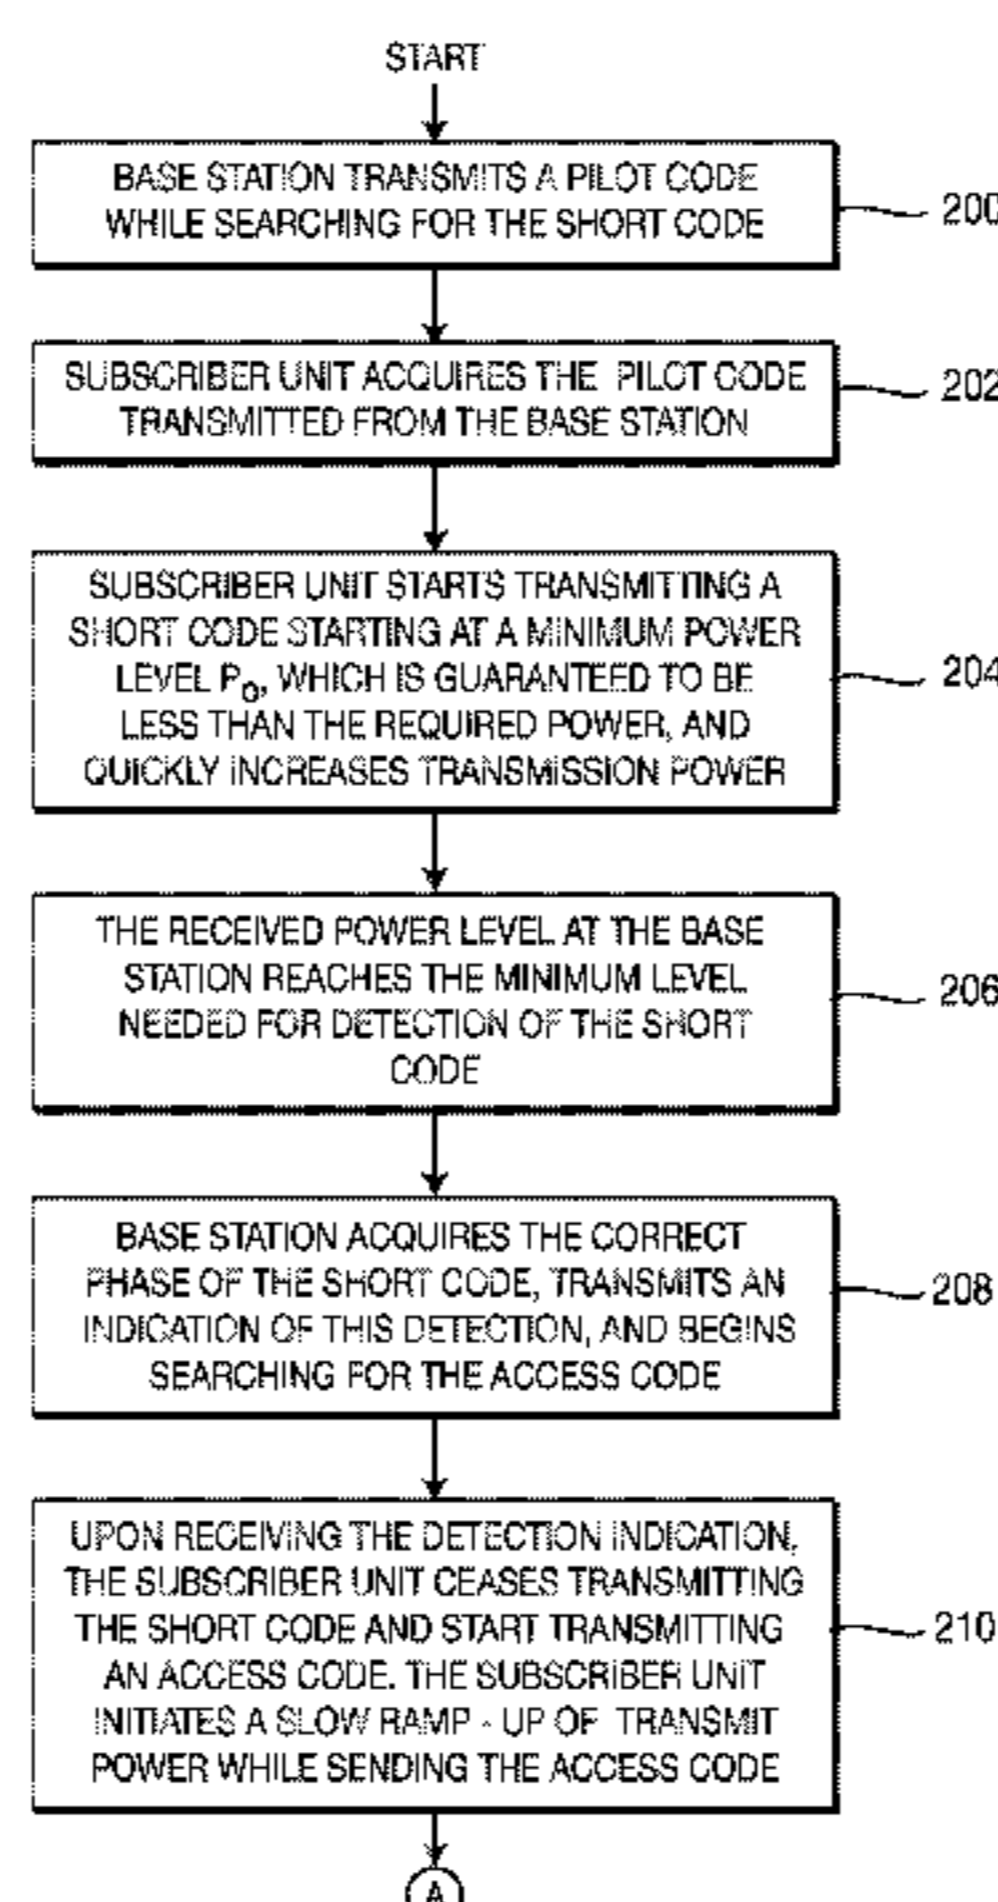 START
BASE STATION TRANSMITS A PILOT CODE
WHILE SEARCHING FOR THE SHORT CODE
200
SUBSCRIBER UNIT ACQUIRES THE PILOT CODE
TRANSMITTED FROM THE BASE STATION
202
SUBSCRIBER UNIT STARTS TRANSMITTING A
SHORT CODE STARTING AT A MINIMUM POWER
LEVEL P₀, WHICH IS GUARANTEED TO BE
LESS THAN THE REQUIRED POWER, AND
QUICKLY INCREASES TRANSMISSION POWER
204
THE RECEIVED POWER LEVEL AT THE BASE
STATION REACHES THE MINIMUM LEVEL
NEEDED FOR DETECTION OF THE SHORT
CODE
206
BASE STATION ACQUIRES THE CORRECT
PHASE OF THE SHORT CODE, TRANSMITS AN
INDICATION OF THIS DETECTION, AND BEGINS
SEARCHING FOR THE ACCESS CODE
208
UPON RECEIVING THE DETECTION INDICATION,
THE SUBSCRIBER UNIT CEASES TRANSMITTING
THE SHORT CODE AND START TRANSMITTING
AN ACCESS CODE. THE SUBSCRIBER UNIT
INITIATES A SLOW RAMP - UP OF TRANSMIT
POWER WHILE SENDING THE ACCESS CODE
210
A